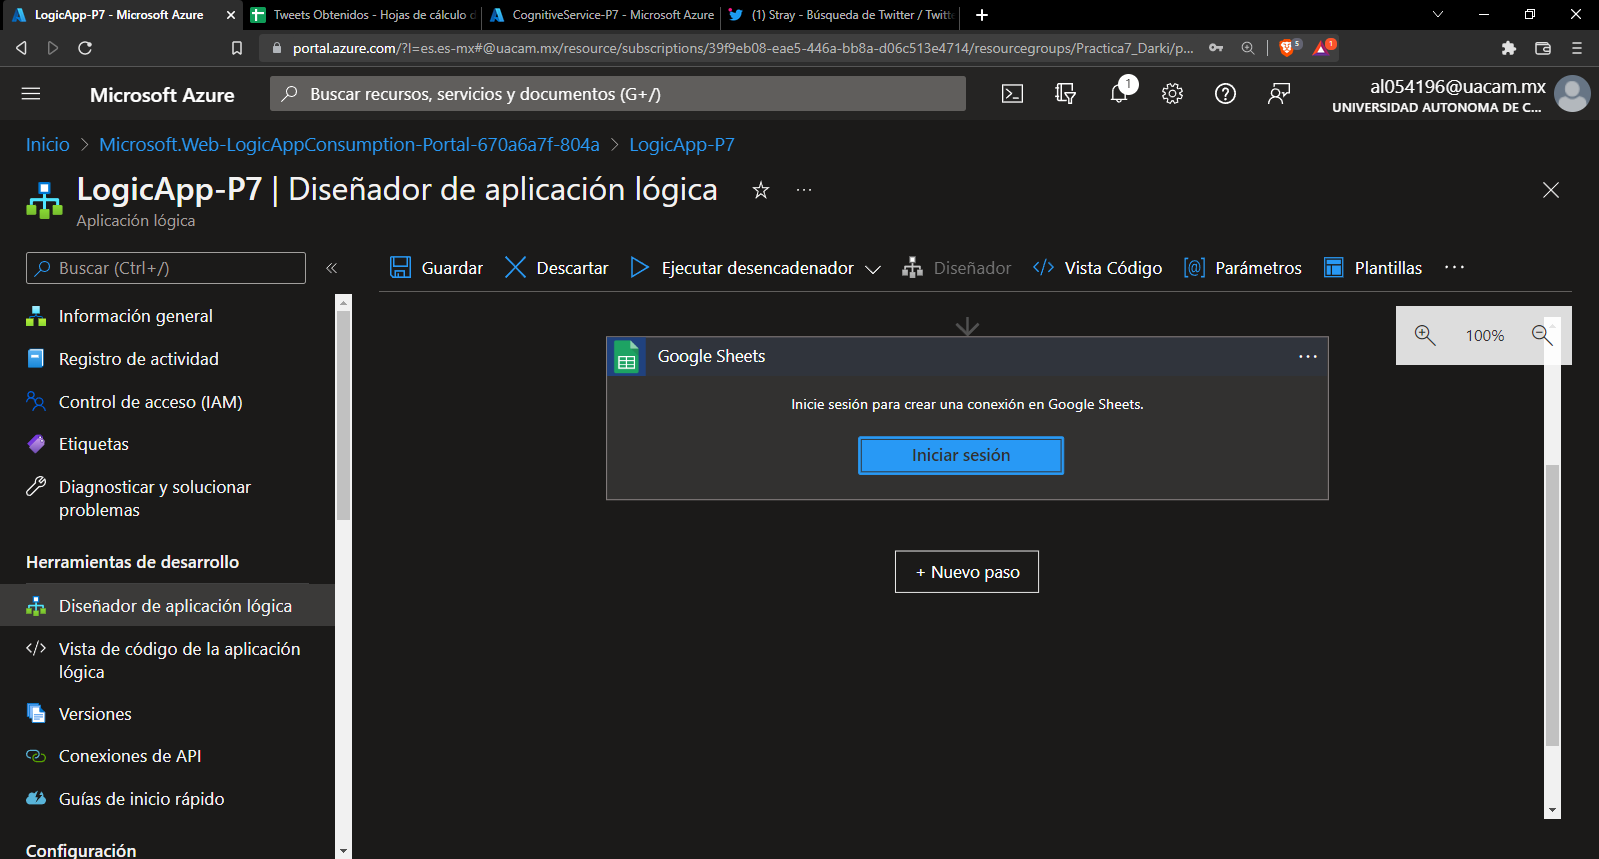 LogicApp-P7 - Microsoft Azure
Tweets Obtenidos - Hojas de cálculo d
CognitiveService-P7 - Microsoft Azure
(1) Stray - Búsqueda de Twitter / Twitte
portal.azure.com/?l=es.es-mx#@uacam.mx/resource/subscriptions/39f9eb08-eae5-446a-bb8a-d06c513e4714/resourcegroups/Practica7_Darki/p...
5
1
Microsoft Azure
Buscar recursos, servicios y documentos (G+/)
1
al054196@uacam.mx
UNIVERSIDAD AUTONOMA DE C...
Inicio > Microsoft.Web-LogicAppConsumption-Portal-670a6a7f-804a > LogicApp-P7
LogicApp-P7 | Diseñador de aplicación lógica
Aplicación lógica
Buscar (Ctrl+/)
Guardar
Descartar
Ejecutar desencadenador
Diseñador
Vista Código
Parámetros
Plantillas
Información general
Registro de actividad
Control de acceso (IAM)
Etiquetas
Diagnosticar y solucionar
problemas
Herramientas de desarrollo
Diseñador de aplicación lógica
Vista de código de la aplicación
lógica
Versiones
Conexiones de API
Guías de inicio rápido
Configuración
100%
Google Sheets
Inicie sesión para crear una conexión en Google Sheets.
Iniciar sesión
+ Nuevo paso